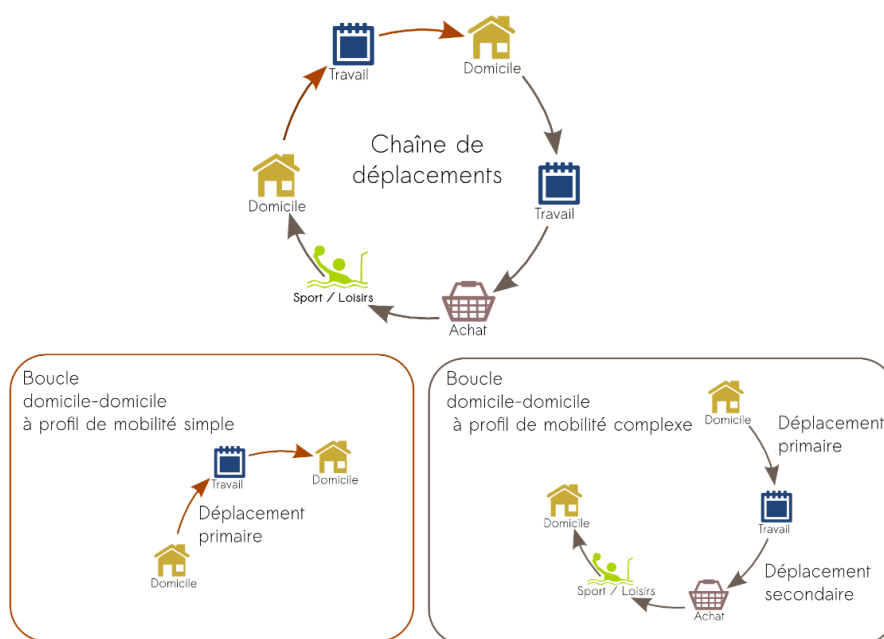 Travail
Domicile
Chaîne de
déplacements
Domicile
Travail
Sport / Loisirs
Achat
Boucle
domicile-domicile
à profil de mobilité simple
Travail
Domicile
Déplacement
primaire
Domicile
Boucle
domicile-domicile
à profil de mobilité complexe
Domicile
Déplacement
primaire
Domicile
Travail
Sport / Loisirs
Déplacement
secondaire
Achat